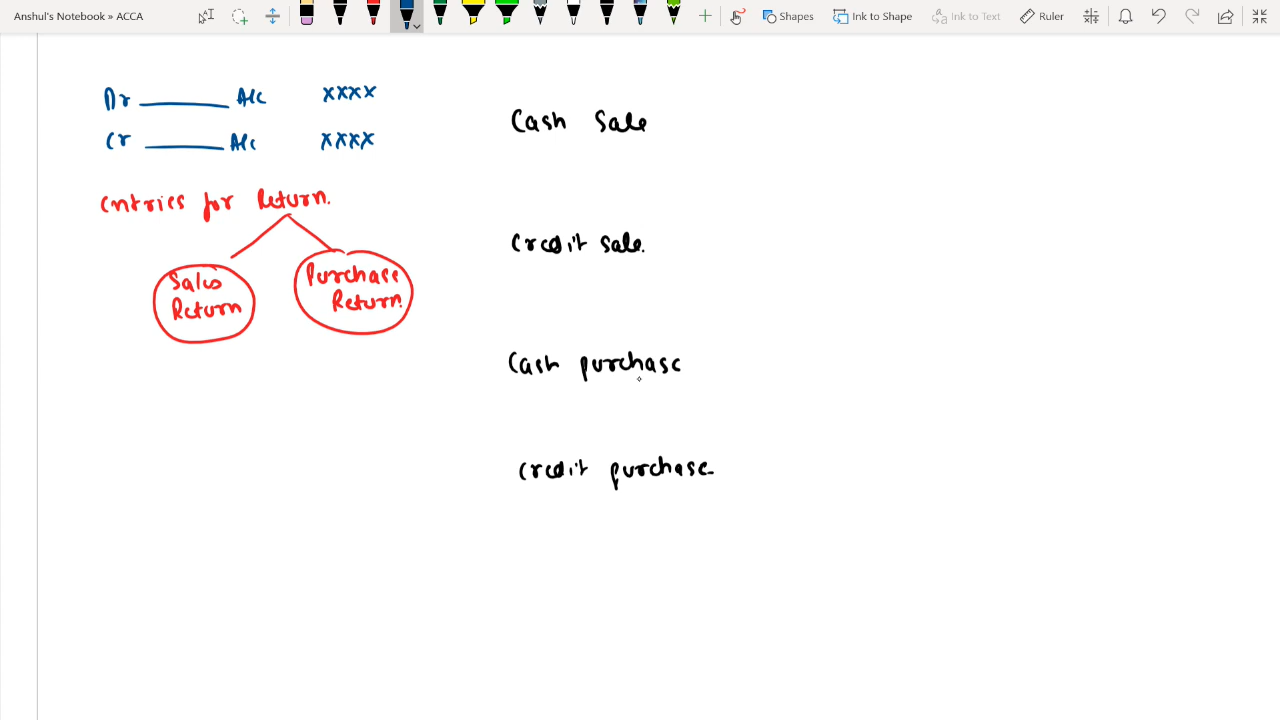 Anshul's Notebook » ACCA
Shapes
Ink to Shape
Ink to Text
Ruler
Dr ______ A/c xxxx
Cr ______ A/c xxxx
Entries for Return.
Sales
Return
Purchase
Return.
Cash Sale
Credit Sale.
Cash purchase
Credit purchase